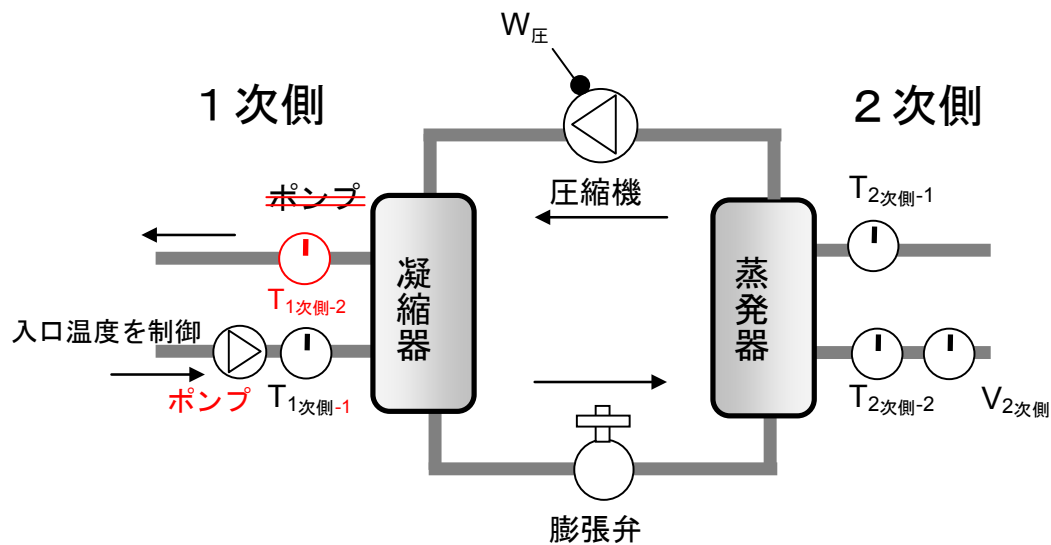 W圧
1次側
2次側
ポンプ
圧縮機
T2次側-1
T1次側-2
凝縮器
蒸発器
入口温度を制御
ポンプ
T1次側-1
T2次側-2
V2次側
膨張弁